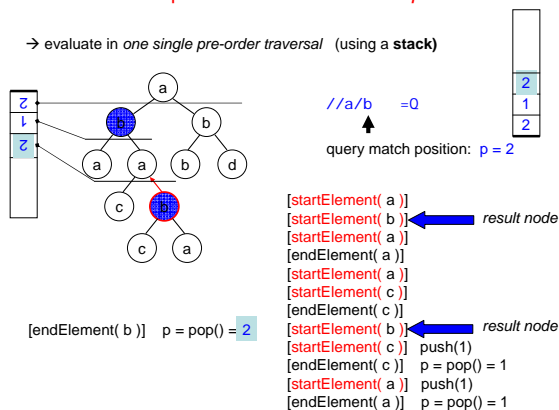 → evaluate in one single pre-order traversal (using a stack)
2
1
2
a
b
b
a
a
b
d
c
b
c
a
//a/b =Q
query match position: p = 2
2
1
2
[startElement( a )]
[startElement( b )] result node
[startElement( a )]
[endElement( a )]
[startElement( a )]
[startElement( c )]
[endElement( c )]
[startElement( b )] result node
[startElement( c )] push(1)
[endElement( c )] p = pop() = 1
[startElement( a )] push(1)
[endElement( a )] p = pop() = 1
[endElement( b )] p = pop() = 2